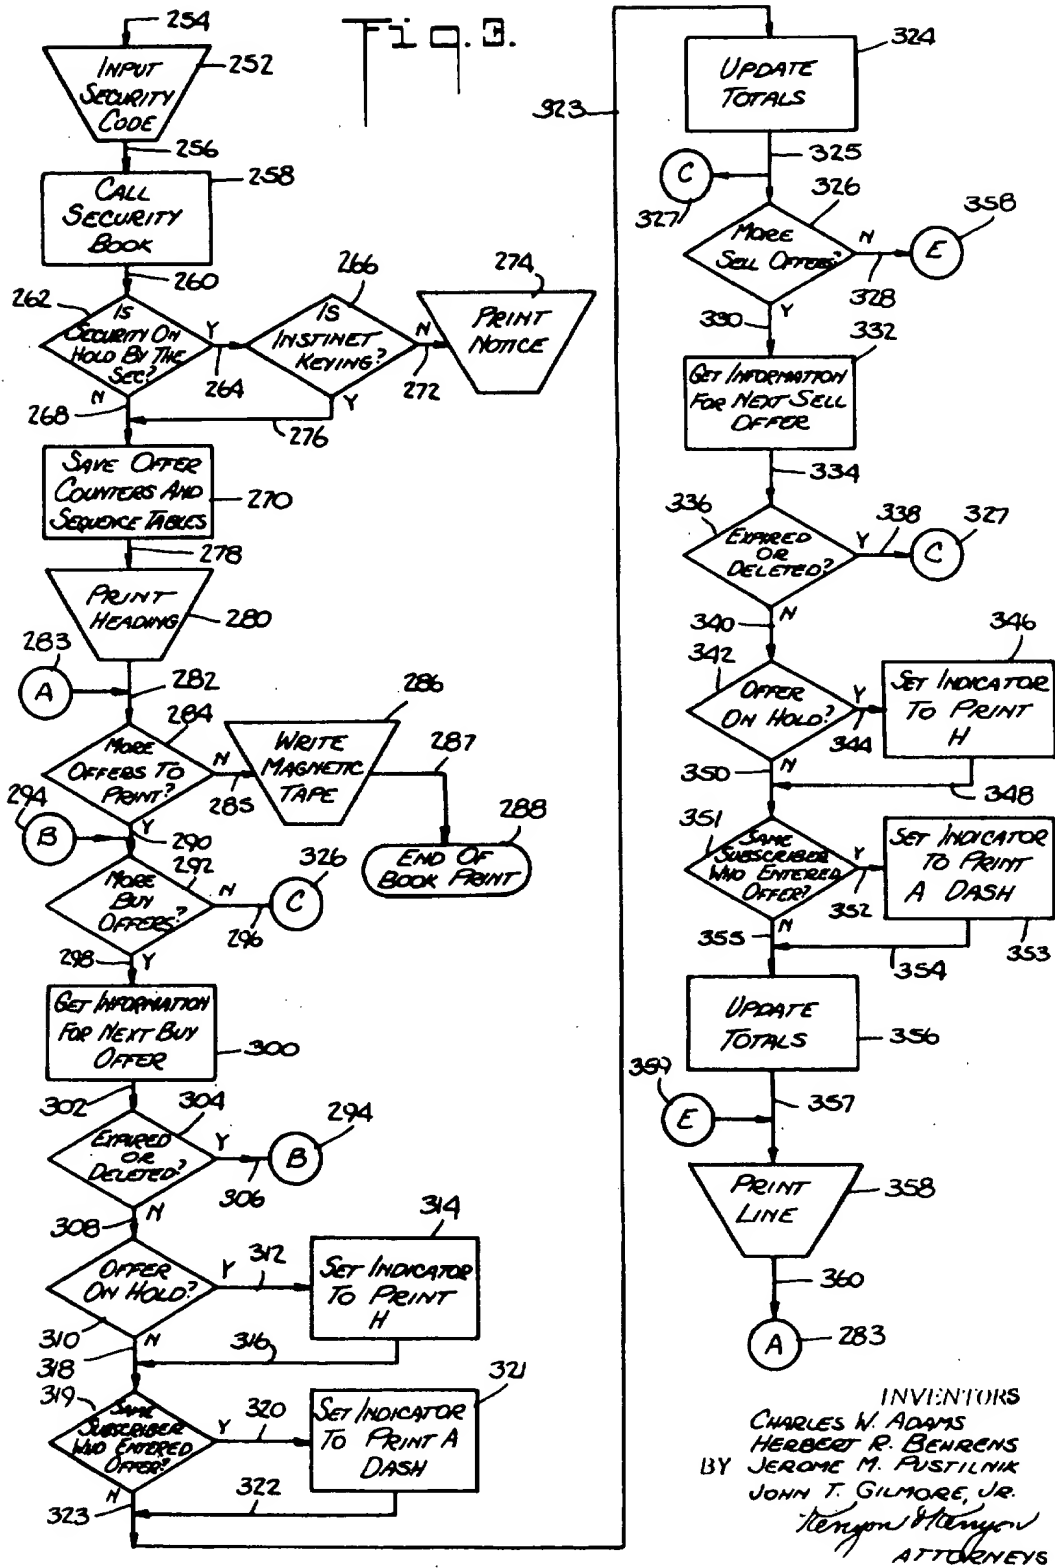 Fig. 3.
254
INPUT
SECURITY
CODE
252
256
CALL
SECURITY
BOOK
258
260
262
IS
SECURITY ON
HOLD BY THE
SEC?
Y
264
266
IS
INSTINET
KEYING?
N
272
274
PRINT
NOTICE
N
268
Y
276
SAVE OFFER
COUNTERS AND
SEQUENCE TABLES
270
278
PRINT
HEADING
280
283
A
282
284
MORE
OFFERS TO
PRINT?
N
285
286
WRITE
MAGNETIC
TAPE
287
288
END OF
BOOK PRINT
294
B
Y
290
292
MORE
BUY
OFFERS?
N
296
326
C
298
Y
GET INFORMATION
FOR NEXT BUY
OFFER
300
302
304
EXPIRED
OR
DELETED?
Y
306
294
B
308
N
OFFER
ON HOLD?
310
Y
312
314
SET INDICATOR
TO PRINT
H
316
N
318
319
SAME
SUBSCRIBER
WHO ENTERED
OFFER?
Y
320
321
SET INDICATOR
TO PRINT A
DASH
322
N
323
323
324
UPDATE
TOTALS
325
C
327
326
MORE
SELL OFFERS?
N
328
358
E
330
Y
332
GET INFORMATION
FOR NEXT SELL
OFFER
334
336
EXPIRED
OR
DELETED?
Y
338
327
C
340
N
342
OFFER
ON HOLD?
Y
344
346
SET INDICATOR
TO PRINT
H
348
350
N
351
SAME
SUBSCRIBER
WHO ENTERED
OFFER?
Y
352
SET INDICATOR
TO PRINT
A DASH
353
354
355
N
UPDATE
TOTALS
356
359
E
357
PRINT
LINE
358
360
A
283
INVENTORS
CHARLES W. ADAMS
HERBERT R. BEHRENS
BY JEROME M. PUSTILNIK
JOHN T. GILMORE, JR.
Kenyon & Kenyon
ATTORNEYS